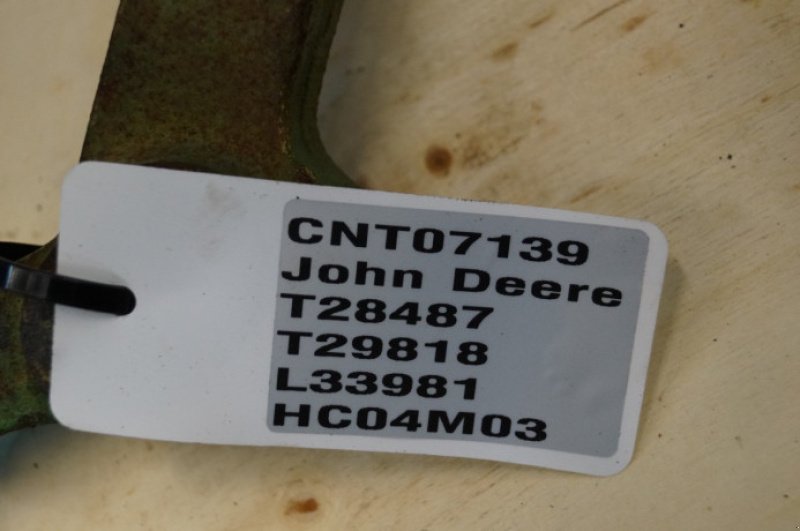 CNT07139
John Deere
T28487
T29818
L33981
HC04M03